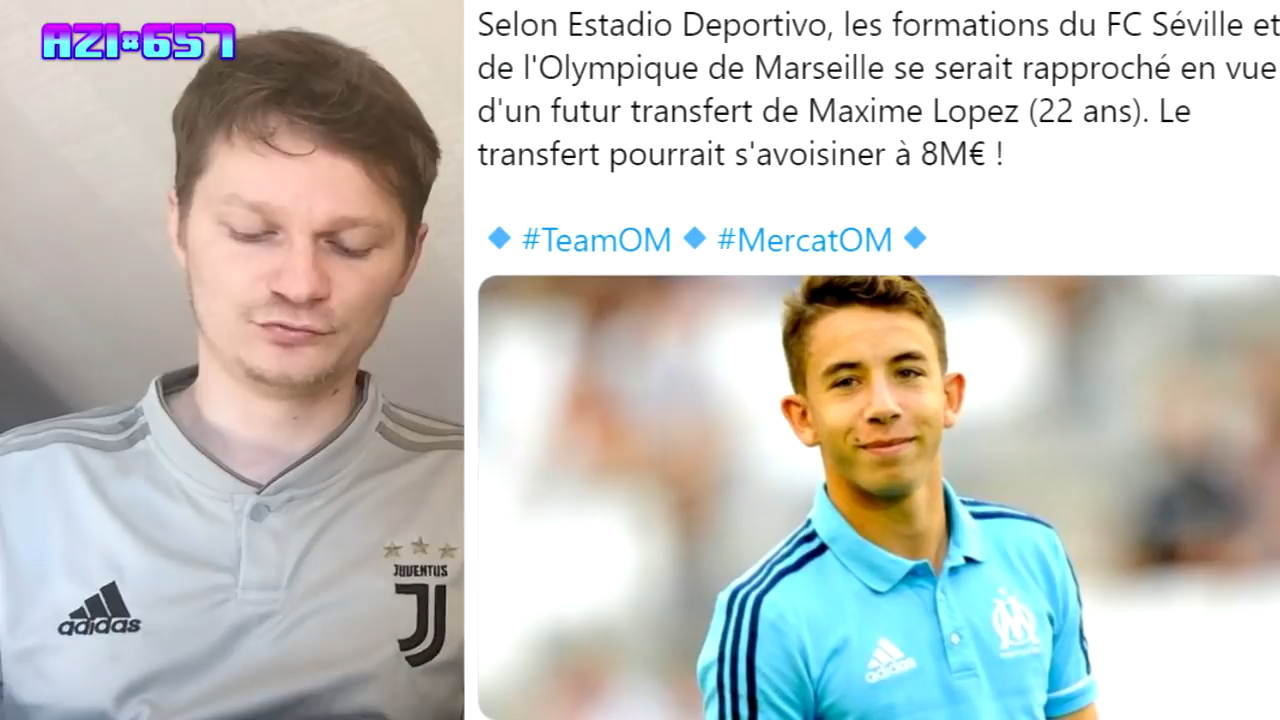 AZI¤657
Selon Estadio Deportivo, les formations du FC Séville et
de l'Olympique de Marseille se serait rapproché en vue
d'un futur transfert de Maxime Lopez (22 ans). Le
transfert pourrait s'avoisiner à 8M€ !
#TeamOM #MercatOM
JUVENTUS
adidas
adidas